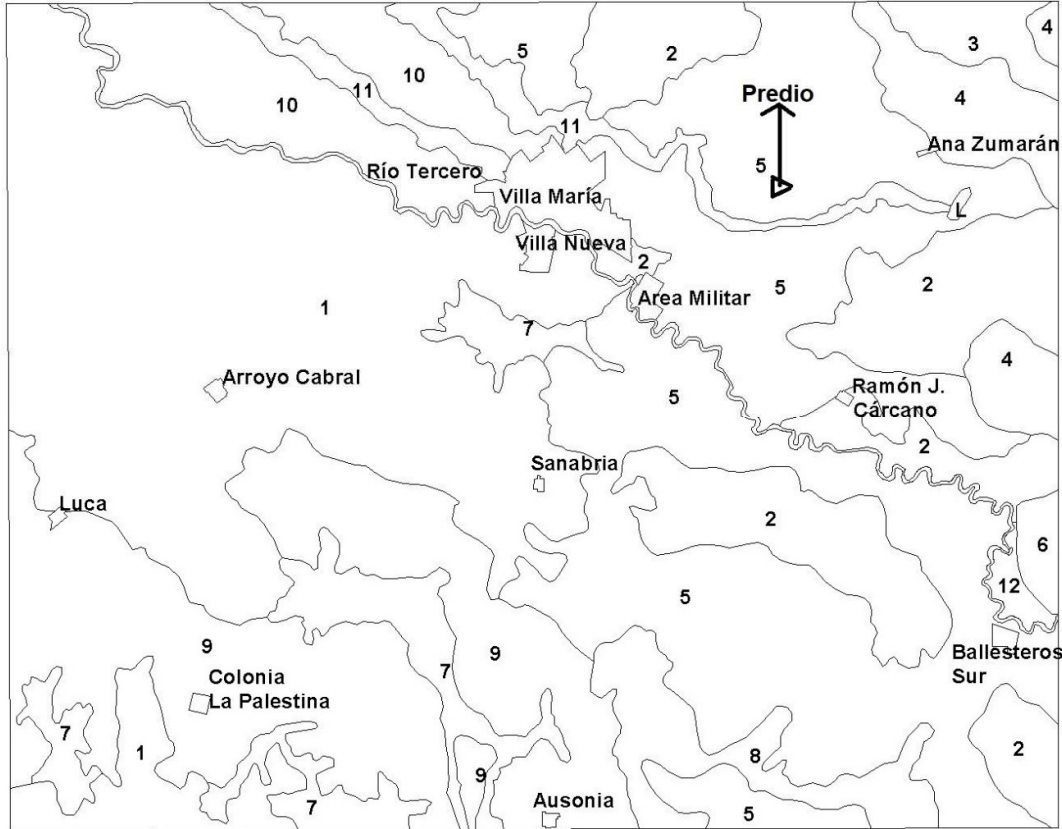 4
3
5
2
10
11
10
Predio
4
11
Ana Zumarán
5
Río Tercero
Villa María
L
Villa Nueva
2
5
2
Area Militar
1
7
4
Arroyo Cabral
5
Ramón J.
Cárcano
2
Sanabria
Luca
2
6
12
5
9
9
Ballesteros
Sur
7
Colonia
La Palestina
7
1
8
2
9
7
Ausonia
5